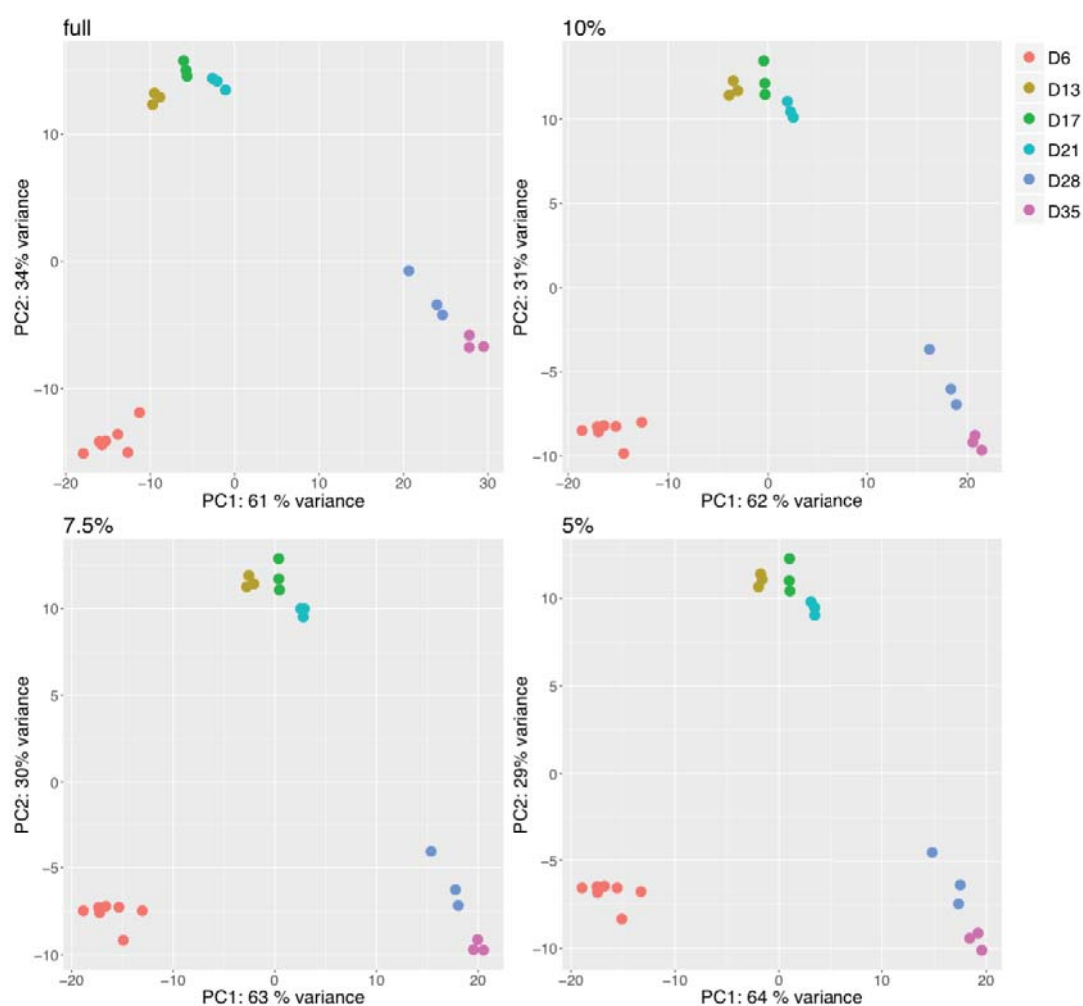 full
10
0
−10
PC2: 34% variance
−20
−10
0
10
20
30
PC1: 61 % variance
10%
10
5
0
−5
−10
PC2: 31% variance
−20
−10
0
10
20
PC1: 62 % variance
D6
D13
D17
D21
D28
D35
7.5%
10
5
0
−5
−10
PC2: 30% variance
−20
−10
0
10
20
PC1: 63 % variance
5%
10
5
0
−5
−10
PC2: 29% variance
−20
−10
0
10
20
PC1: 64 % variance